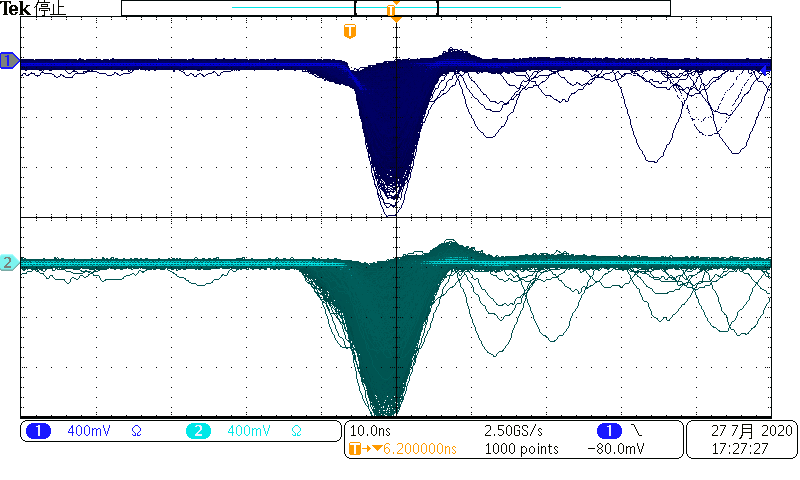 Tek 停止
T
T
1
2
1 400mV Ω 2 400mV Ω
10.0ns 2.50GS/s 1 \
T→▼6.200000ns 1000 points -80.0mV
27 7月 2020
17:27:27